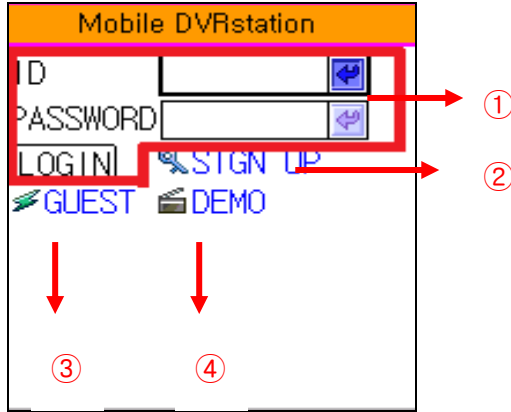 Mobile DVRstation
ID
①
PASSWORD
LOGIN SIGN UP
②
GUEST DEMO
③ ④